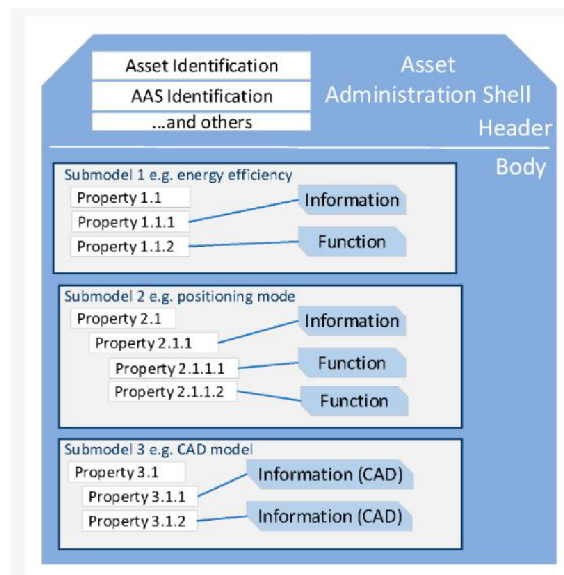 Asset Identification
AAS Identification
...and others
Asset
Administration Shell
Header
Body
Submodel 1 e.g. energy efficiency
Property 1.1
Property 1.1.1
Property 1.1.2
Information
Function
Submodel 2 e.g. positioning mode
Property 2.1
Property 2.1.1
Property 2.1.1.1
Property 2.1.1.2
Information
Function
Function
Submodel 3 e.g. CAD model
Property 3.1
Property 3.1.1
Property 3.1.2
Information (CAD)
Information (CAD)